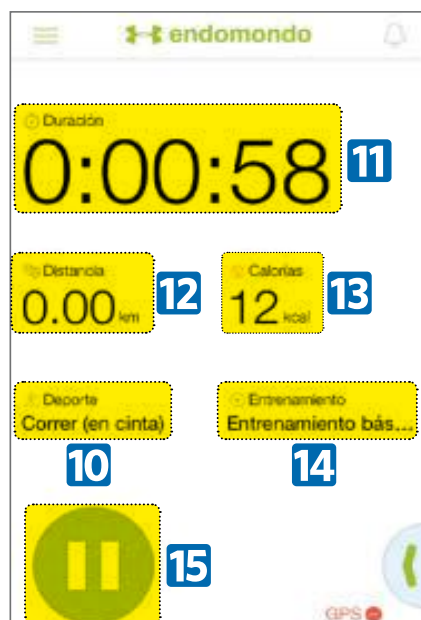 endomondo
Duración
0:00:58
11
Distancia
0.00 km
12
Calorías
12 kcal
13
Deporte
Correr (en cinta)
10
Entrenamiento
Entrenamiento bás...
14
15
GPS